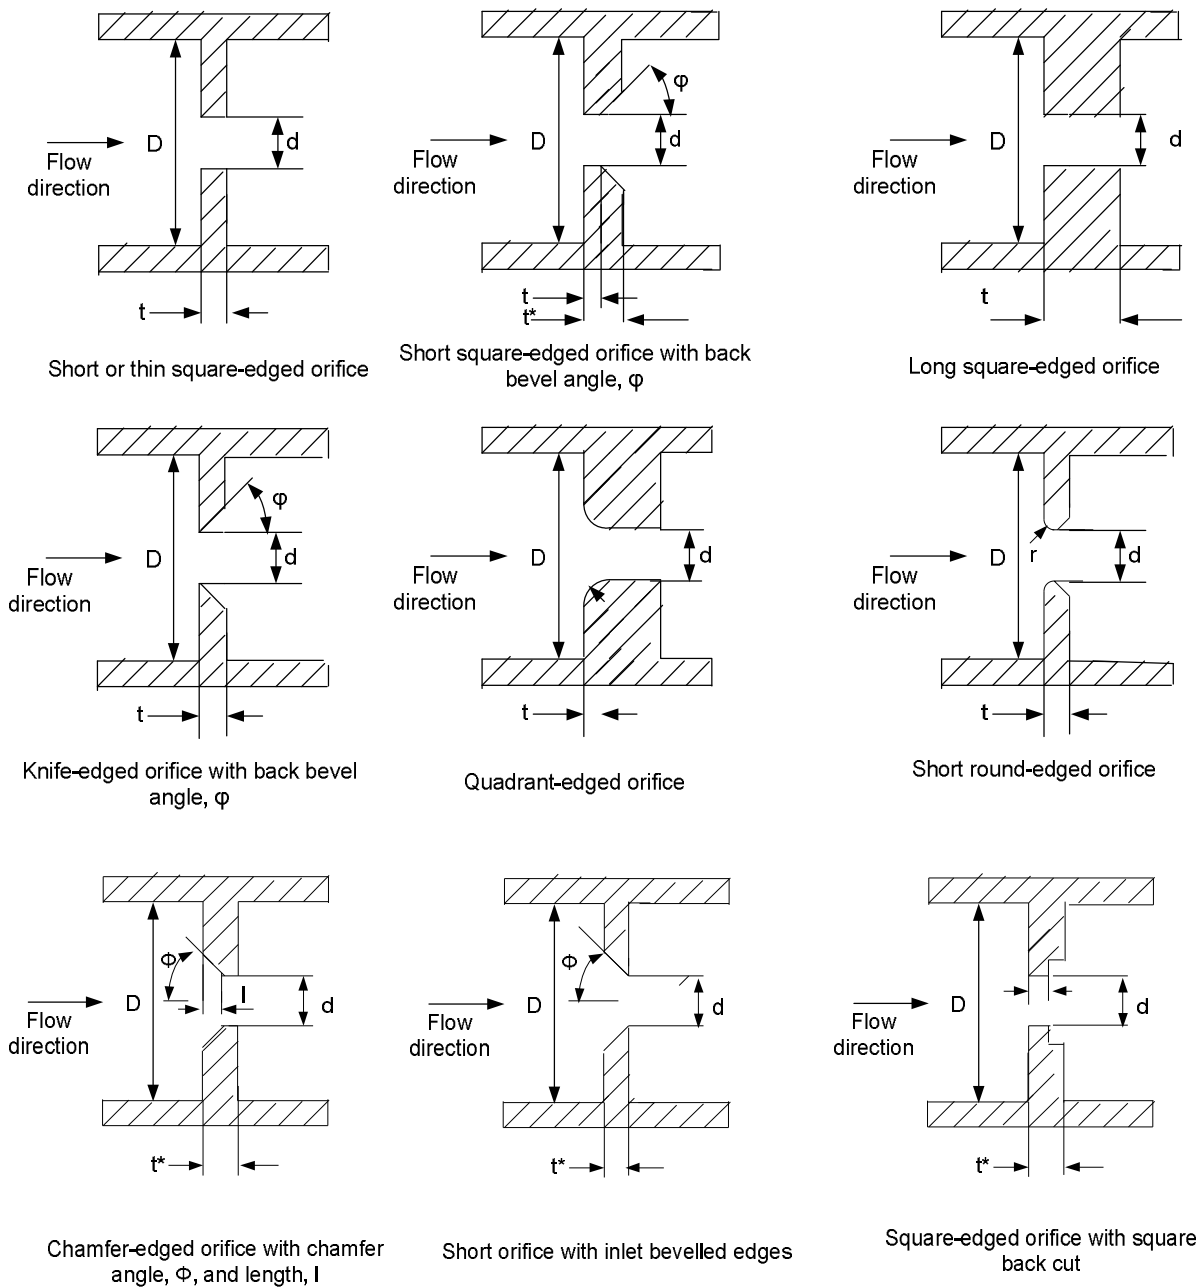 D
d
Flow
direction
t
Short or thin square-edged orifice
φ
D
d
Flow
direction
t
t*
Short square-edged orifice with back
bevel angle, φ
D
d
Flow
direction
t
Long square-edged orifice
φ
D
d
Flow
direction
t
Knife-edged orifice with back bevel
angle, φ
D
d
Flow
direction
t
Quadrant-edged orifice
D
r
d
Flow
direction
t
Short round-edged orifice
Φ
D
l
d
Flow
direction
t*
Chamfer-edged orifice with chamfer
angle, Φ, and length, l
Φ
D
d
Flow
direction
t*
Short orifice with inlet bevelled edges
D
d
Flow
direction
t*
Square-edged orifice with square
back cut